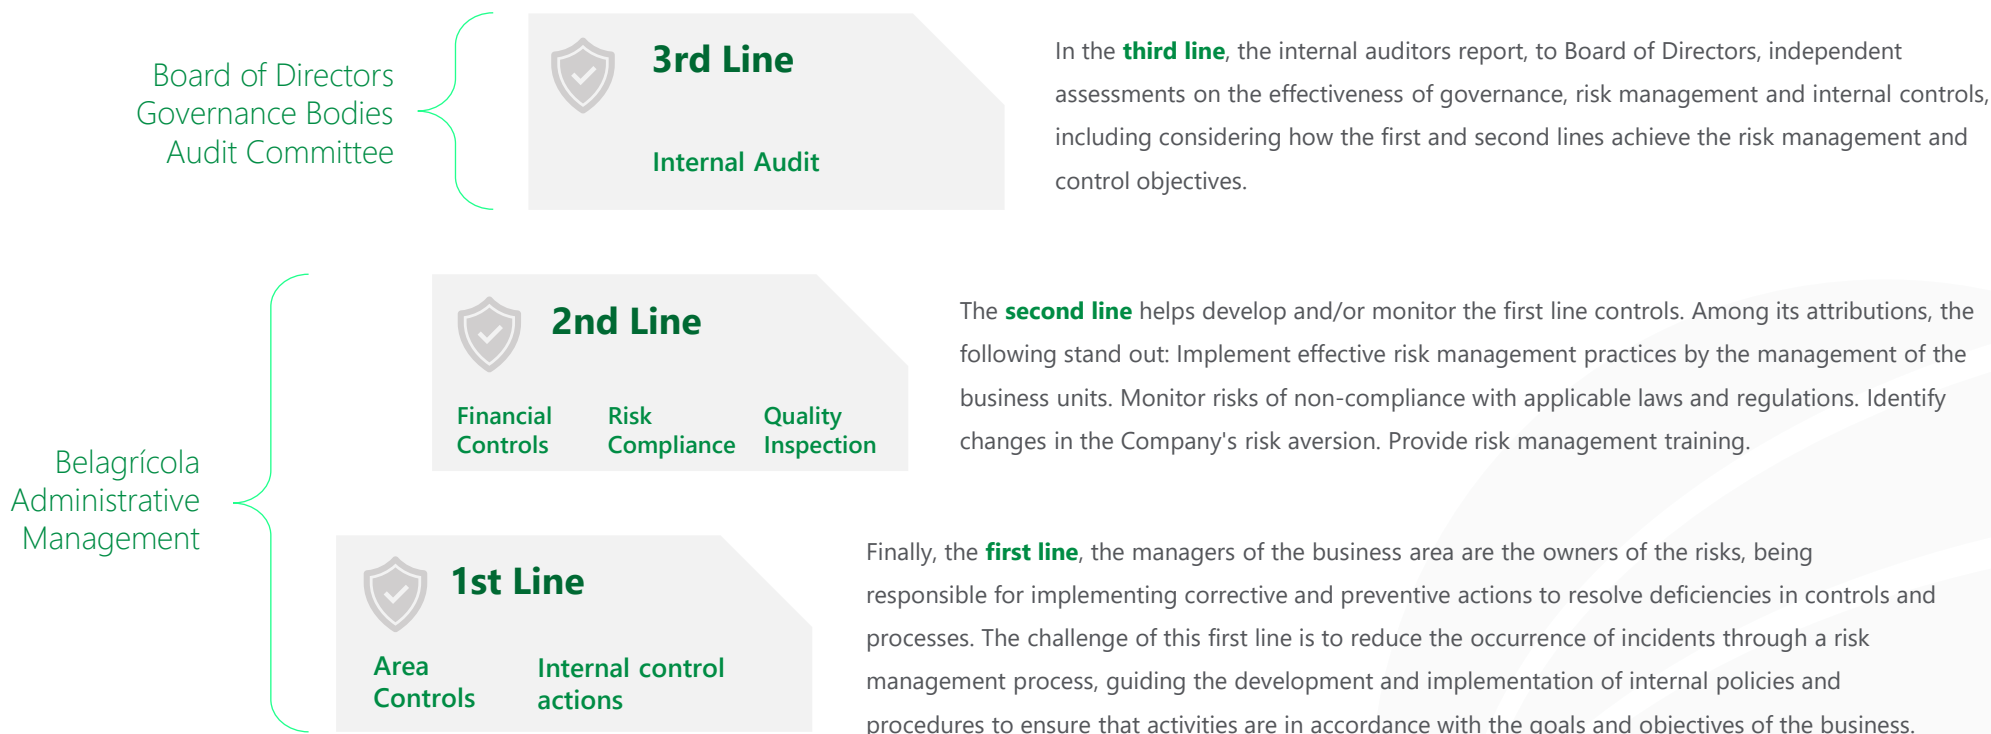 Board of Directors
Governance Bodies
Audit Committee
3rd Line
Internal Audit
In the third line, the internal auditors report, to Board of Directors, independent
assessments on the effectiveness of governance, risk management and internal controls,
including considering how the first and second lines achieve the risk management and
control objectives.
Belagrícola
Administrative
Management
2nd Line
Financial
Controls
Risk
Compliance
Quality
Inspection
The second line helps develop and/or monitor the first line controls. Among its attributions, the
following stand out: Implement effective risk management practices by the management of the
business units. Monitor risks of non-compliance with applicable laws and regulations. Identify
changes in the Company's risk aversion. Provide risk management training.
1st Line
Area
Controls
Internal control
actions
Finally, the first line, the managers of the business area are the owners of the risks, being
responsible for implementing corrective and preventive actions to resolve deficiencies in controls and
processes. The challenge of this first line is to reduce the occurrence of incidents through a risk
management process, guiding the development and implementation of internal policies and
procedures to ensure that activities are in accordance with the goals and objectives of the business.